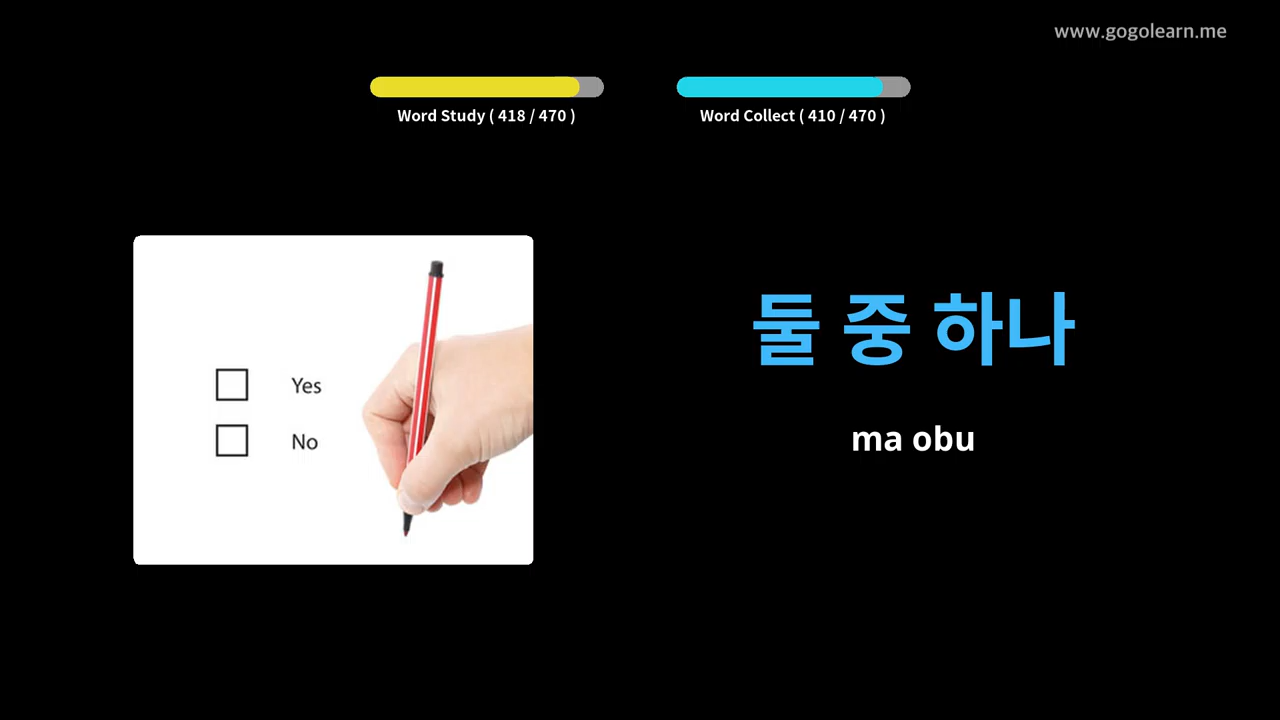 www.gogolearn.me
Word Study ( 418 / 470 )
Word Collect ( 410 / 470 )
Yes
No
둘 중 하나
ma obu